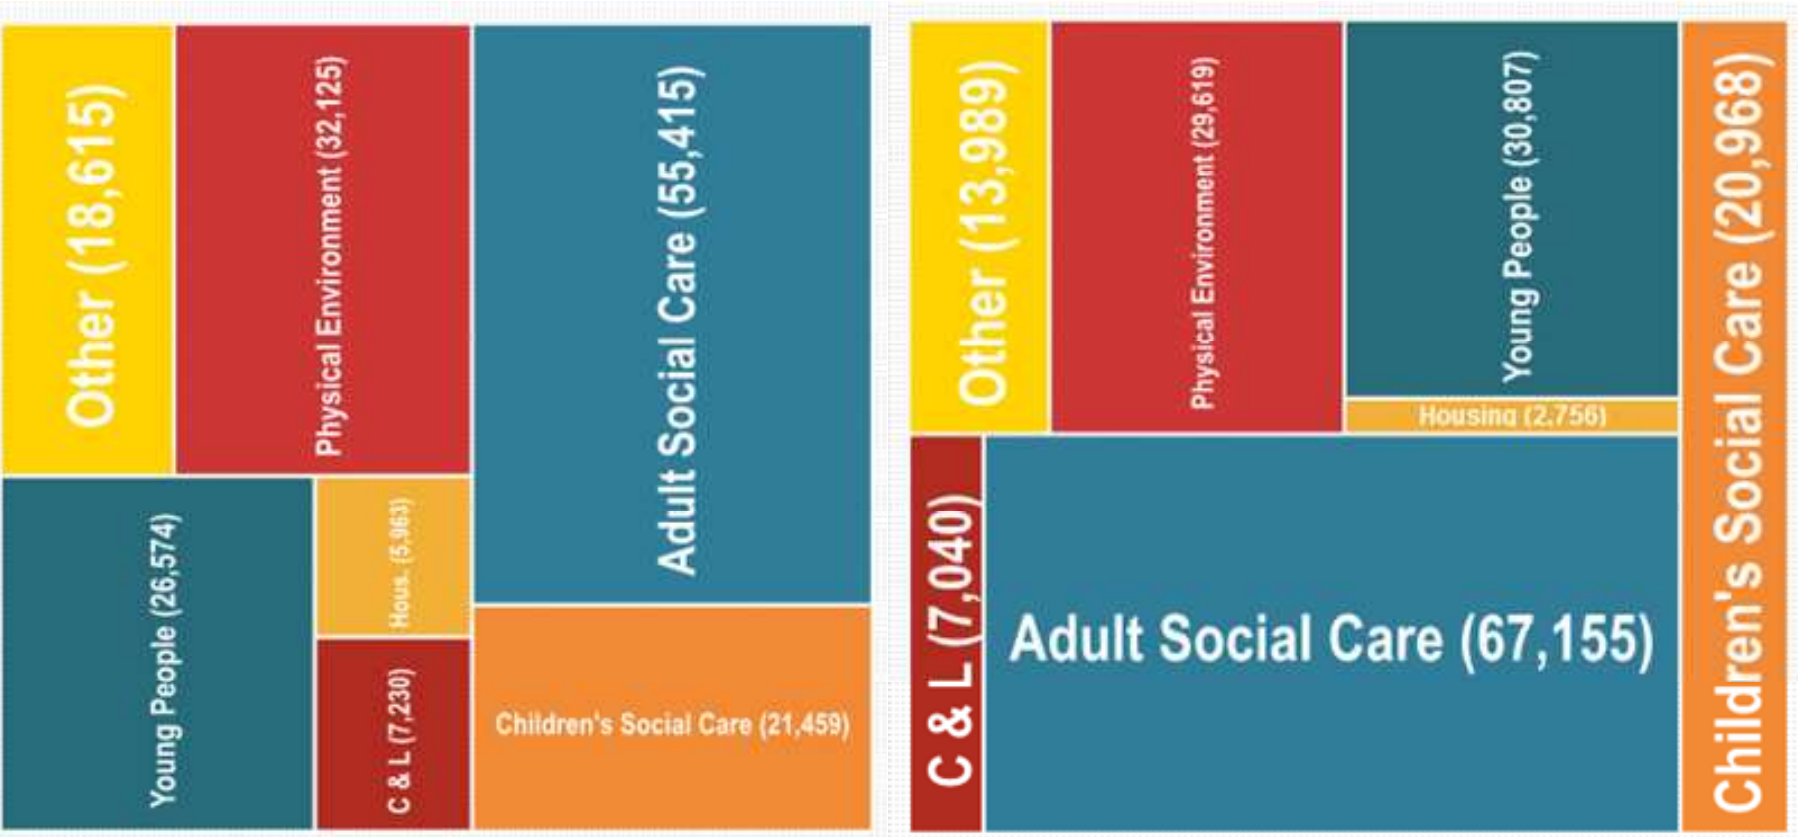 Other (18,615)
Physical Environment (32,125)
Adult Social Care (55,415)
Young People (26,574)
Hous. (5,963)
C & L (7,230)
Children's Social Care (21,459)
Other (13,989)
Physical Environment (29,619)
Young People (30,807)
Housing (2,756)
Children's Social Care (20,968)
C & L (7,040)
Adult Social Care (67,155)